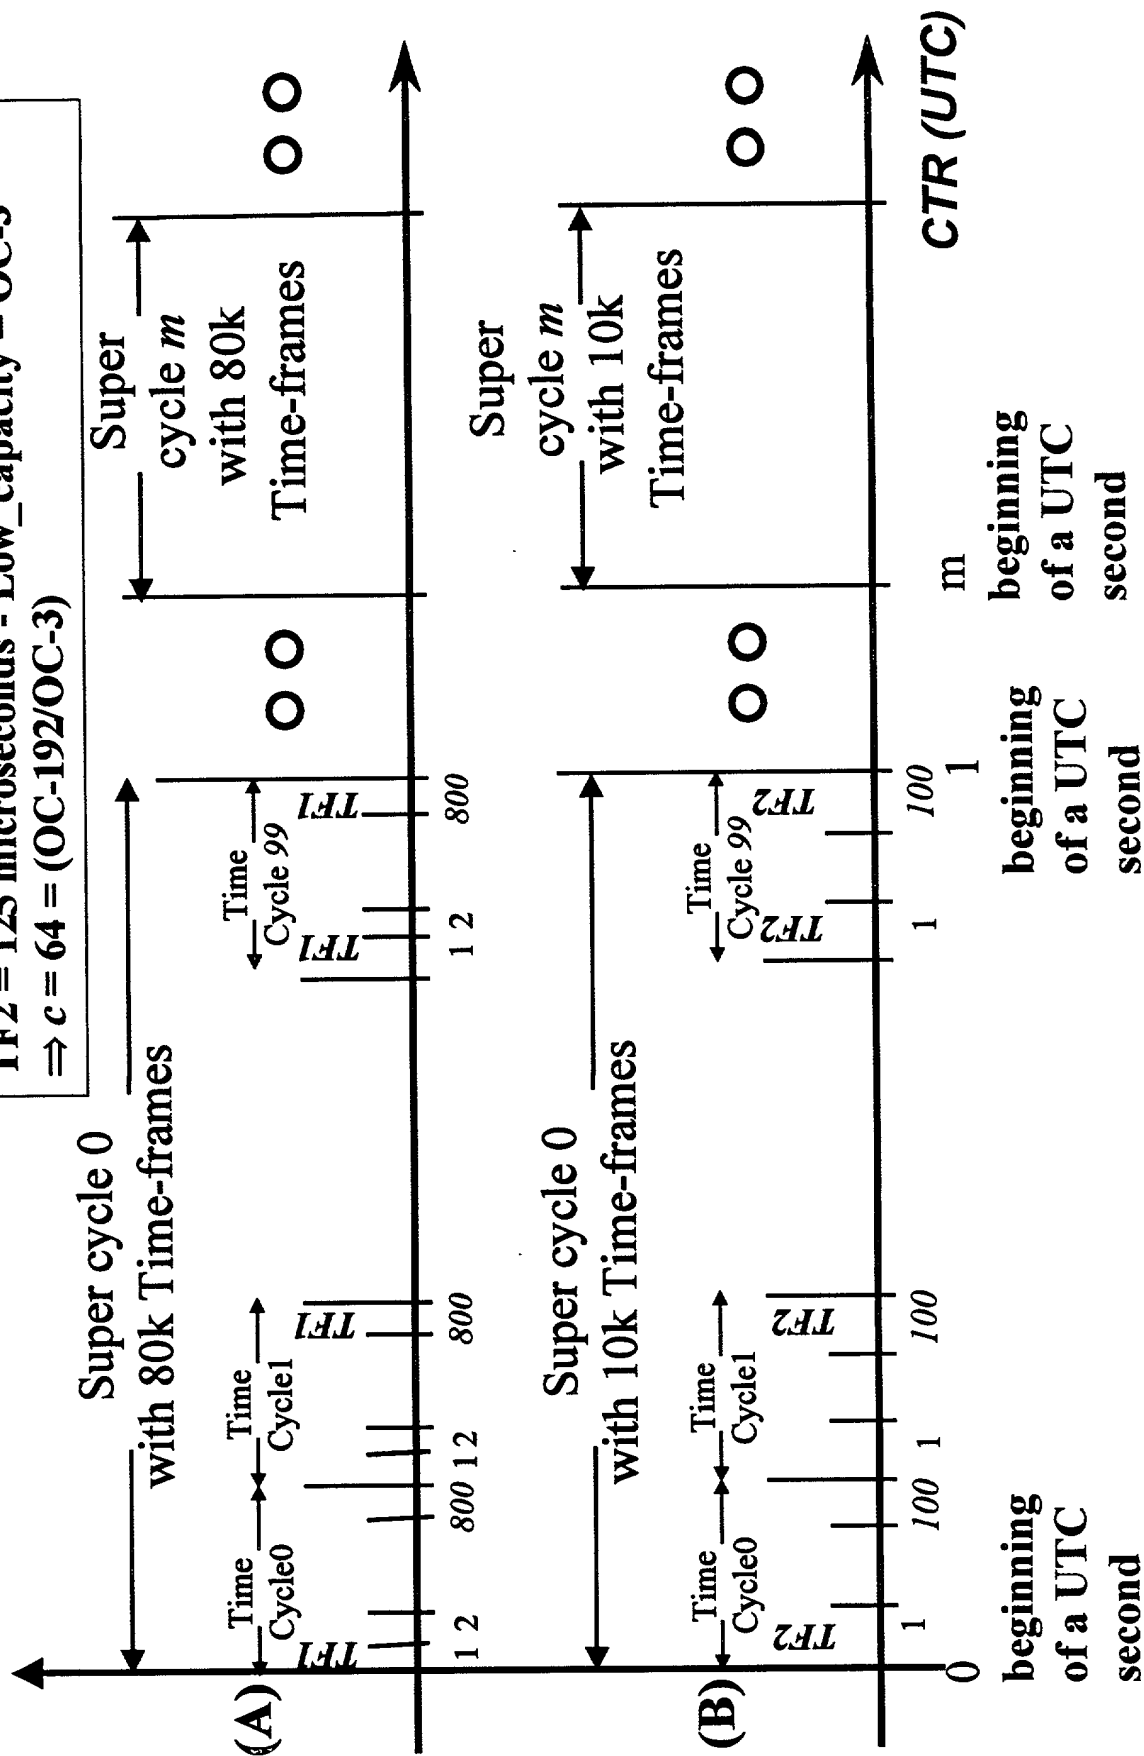 TF2 = 125 microseconds - Low_capacity = OC-3
⇒ c = 64 = (OC-192/OC-3)
(A)
Super cycle 0
with 80k Time-frames
Super
cycle m
with 80k
Time-frames
Time
Cycle0
Time
Cycle1
Time
Cycle 99
TF1
TF1
TF1
TF1
1 2
800
1 2
800
1 2
800
(B)
Super cycle 0
with 10k Time-frames
Super
cycle m
with 10k
Time-frames
Time
Cycle0
Time
Cycle1
Time
Cycle 99
TF2
TF2
TF2
TF2
1
100
1
100
1
100
CTR (UTC)
0
beginning
of a UTC
second
1
beginning
of a UTC
second
m
beginning
of a UTC
second